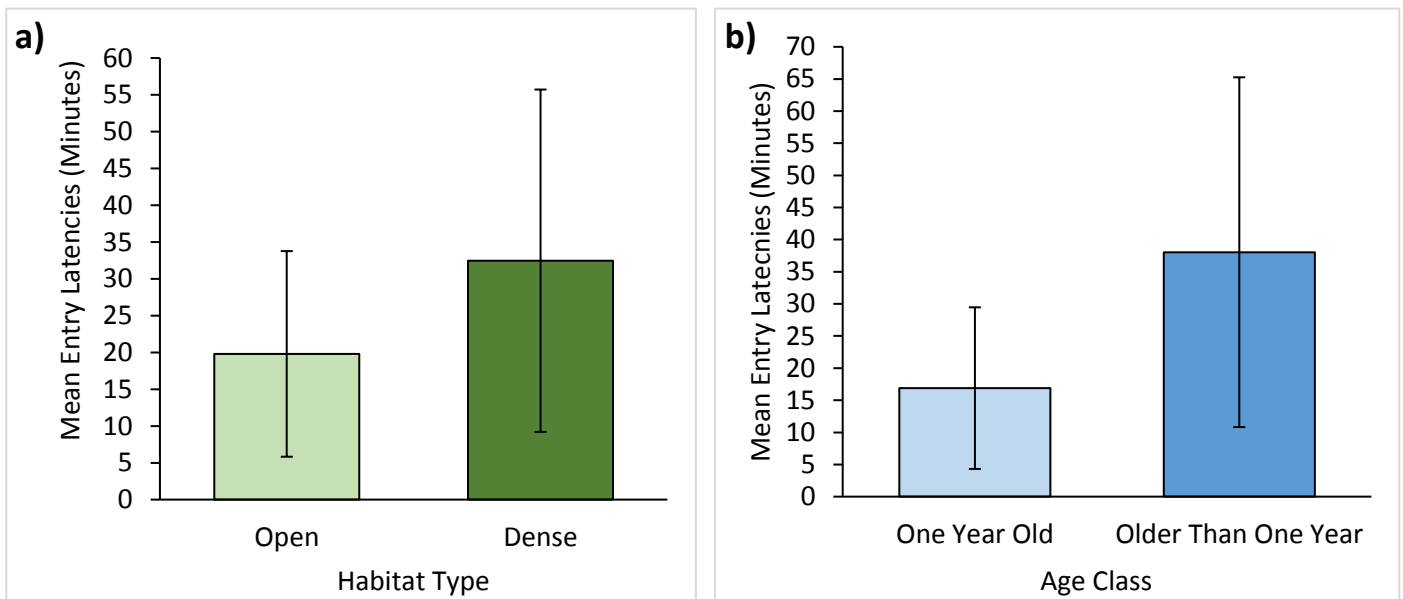 a)
Mean Entry Latencies (Minutes)
60
55
50
45
40
35
30
25
20
15
10
5
0
Open
Dense
Habitat Type
b)
Mean Entry Latecnies (Minutes)
70
65
60
55
50
45
40
35
30
25
20
15
10
5
0
One Year Old
Older Than One Year
Age Class